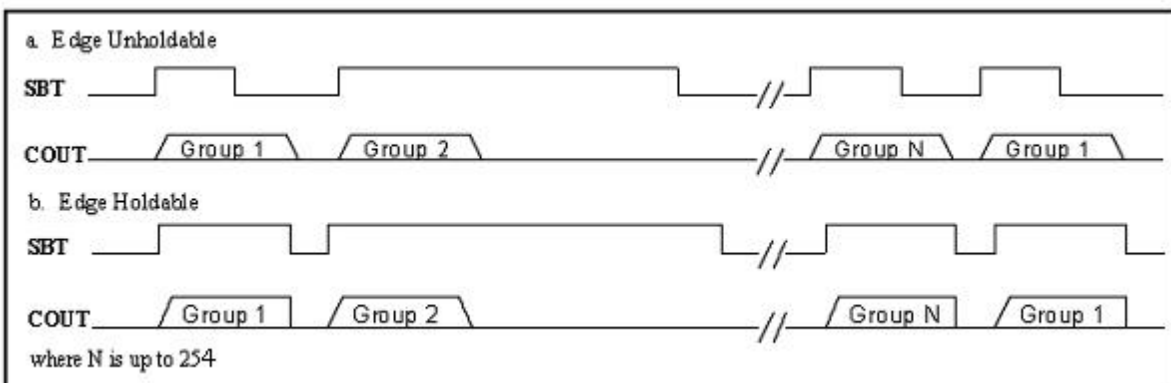 a. Edge Unholdable
SBT
COUT Group 1 Group 2 // Group N Group 1
b. Edge Holdable
SBT
COUT Group 1 Group 2 // Group N Group 1
where N is up to 254